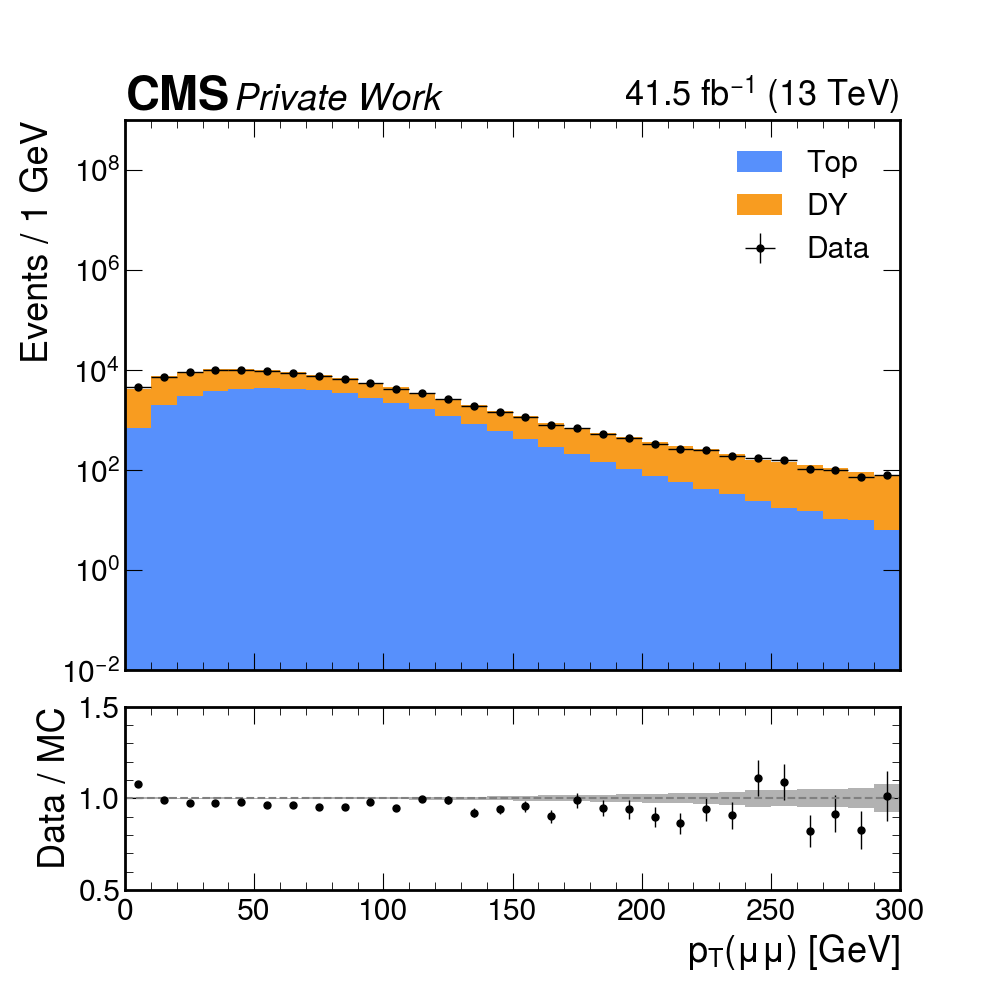 CMS Private Work 41.5 fb⁻¹ (13 TeV)
Events / 1 GeV
10⁸
10⁶
10⁴
10²
10⁰
10⁻²
Top
DY
Data
Data / MC
1.5
1.0
0.5
0 50 100 150 200 250 300
p_T(μμ) [GeV]